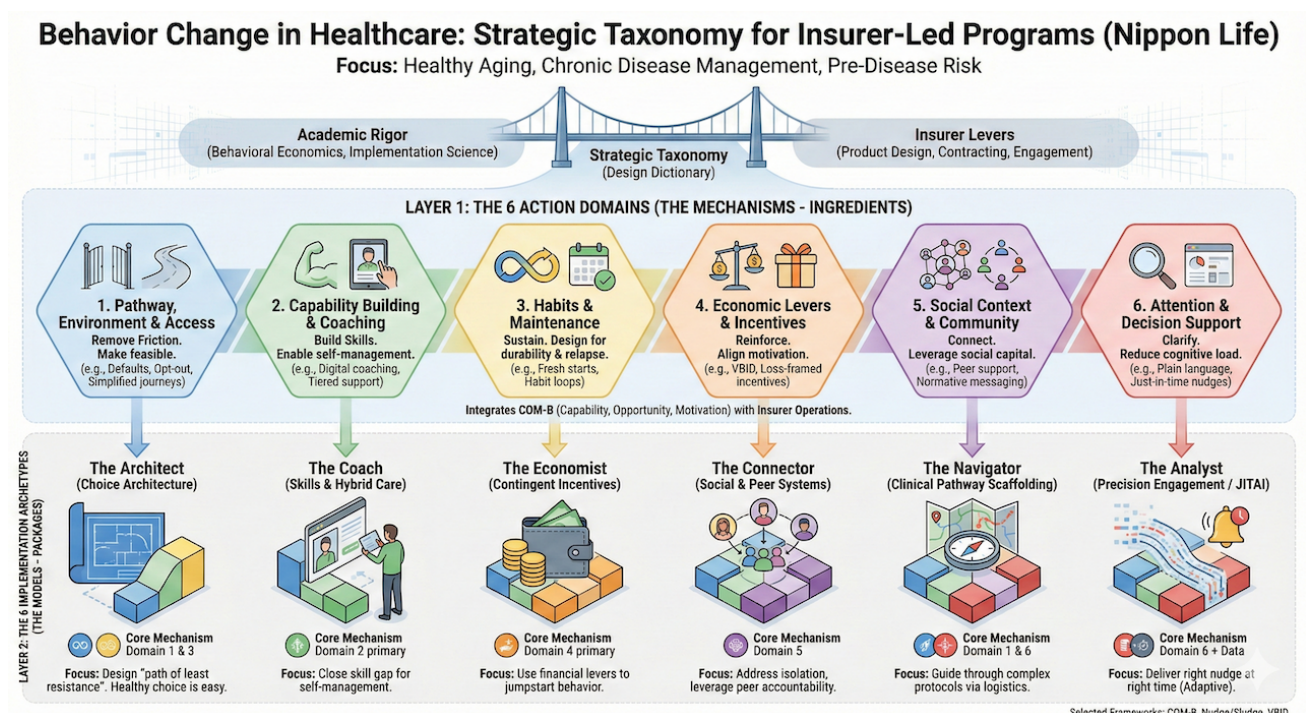 Behavior Change in Healthcare: Strategic Taxonomy for Insurer-Led Programs (Nippon Life)
Focus: Healthy Aging, Chronic Disease Management, Pre-Disease Risk
Academic Rigor
(Behavioral Economics, Implementation Science)
Strategic Taxonomy
(Design Dictionary)
Insurer Levers
(Product Design, Contracting, Engagement)
LAYER 1: THE 6 ACTION DOMAINS (THE MECHANISMS - INGREDIENTS)
1. Pathway,
Environment & Access
Remove Friction.
Make feasible.
(e.g., Defaults, Opt-out,
Simplified journeys)
2. Capability Building
& Coaching
Build Skills.
Enable self-management.
(e.g., Digital coaching,
Tiered support)
3. Habits &
Maintenance
Sustain. Design for
durability & relapse.
(e.g., Fresh starts,
Habit loops)
4. Economic Levers
& Incentives
Reinforce.
Align motivation.
(e.g., VBID, Loss-framed
incentives)
5. Social Context
& Community
Connect.
Leverage social capital.
(e.g., Peer support,
Normative messaging)
6. Attention &
Decision Support
Clarify.
Reduce cognitive load.
(e.g., Plain language,
Just-in-time nudges)
Integrates COM-B (Capability, Opportunity, Motivation) with Insurer Operations.
LAYER 2: THE 6 IMPLEMENTATION ARCHETYPES
(THE MODELS - PACKAGES)
The Architect
(Choice Architecture)
Core Mechanism
Domain 1 & 3
Focus: Design "path of least
resistance". Healthy choice is easy.
The Coach
(Skills & Hybrid Care)
Core Mechanism
Domain 2 primary
Focus: Close skill gap for
self-management.
The Economist
(Contingent Incentives)
Core Mechanism
Domain 4 primary
Focus: Use financial levers to
jumpstart behavior.
The Connector
(Social & Peer Systems)
Core Mechanism
Domain 5
Focus: Address isolation,
leverage peer accountability.
The Navigator
(Clinical Pathway Scaffolding)
Core Mechanism
Domain 1 & 6
Focus: Guide through complex
protocols via logistics.
The Analyst
(Precision Engagement / JITAI)
Core Mechanism
Domain 6 + Data
Focus: Deliver right nudge at
right time (Adaptive).
Selected Frameworks: COM-B, Nudge/Sludge, VBID